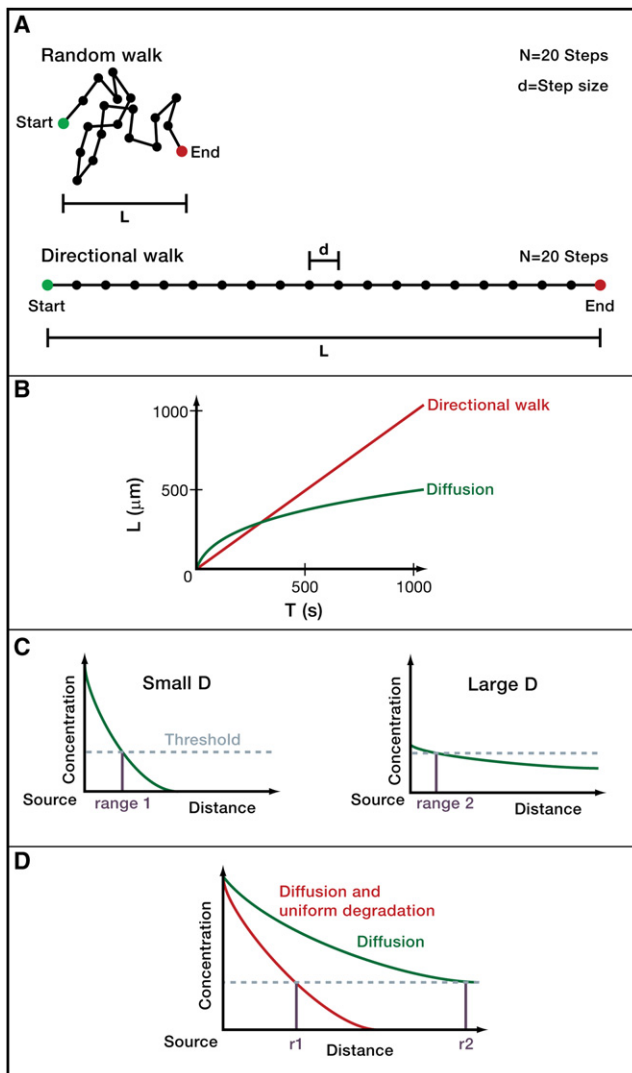 A
Random walk
N=20 Steps
d=Step size
Start
End
L
Directional walk
d
N=20 Steps
Start
End
L
B
1000
Directional walk
L (μm)
500
Diffusion
0
500
1000
T (s)
C
Concentration
Small D
Threshold
Source
range 1
Distance
Concentration
Large D
Source
range 2
Distance
D
Concentration
Diffusion and
uniform degradation
Diffusion
Source
r1
Distance
r2